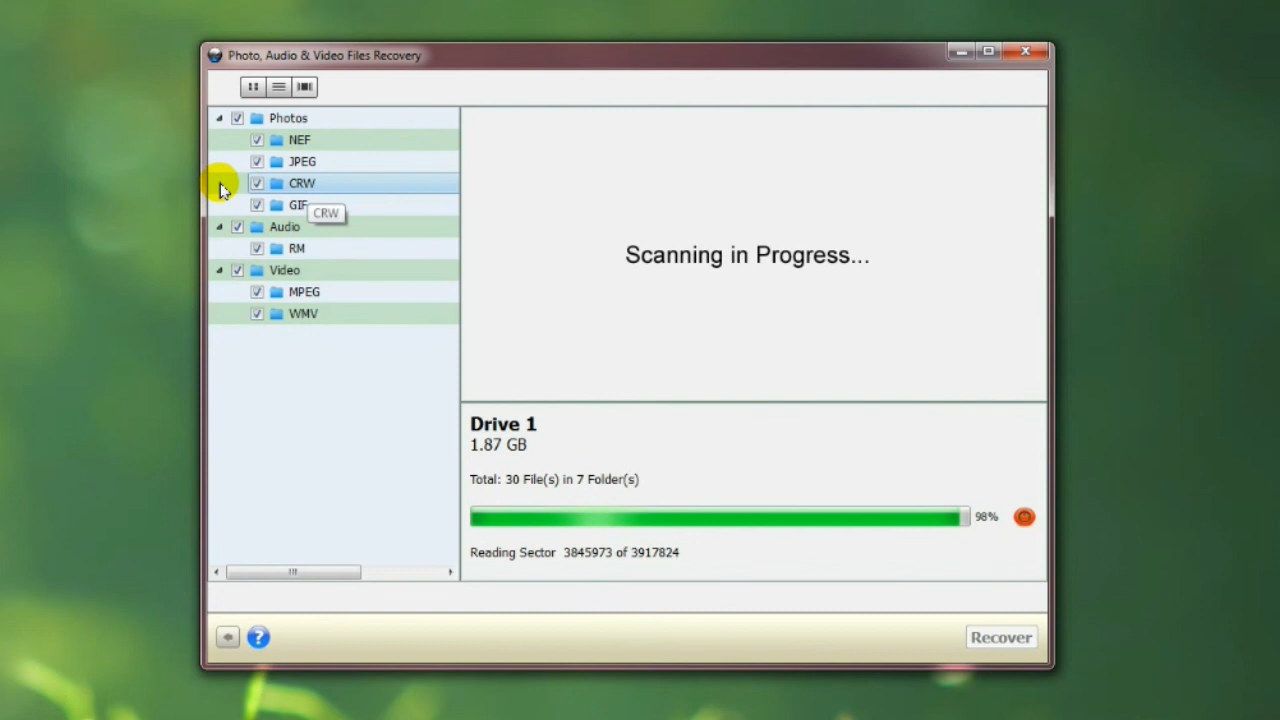 Photo, Audio & Video Files Recovery
Photos
NEF
JPEG
CRW
GIF
CRW
Audio
RM
Video
MPEG
WMV
Scanning in Progress...
Drive 1
1.87 GB
Total: 30 File(s) in 7 Folder(s)
98%
Reading Sector 3845973 of 3917824
?
Recover